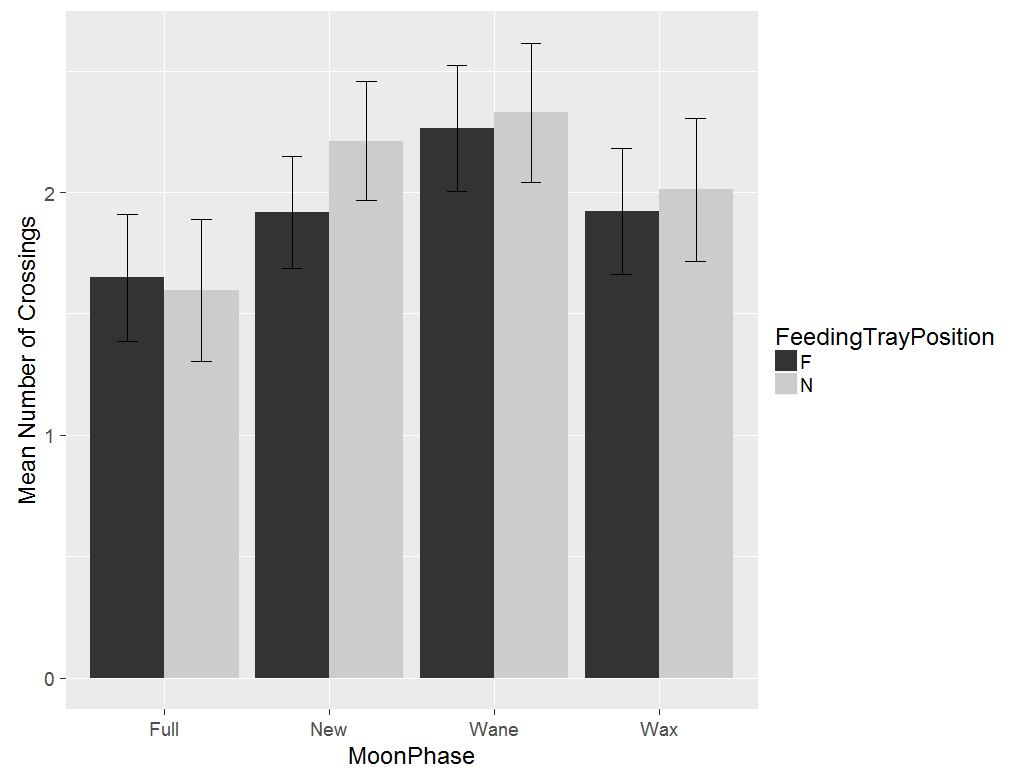 Mean Number of Crossings
2
1
0
Full New Wane Wax
MoonPhase
FeedingTrayPosition
F
N